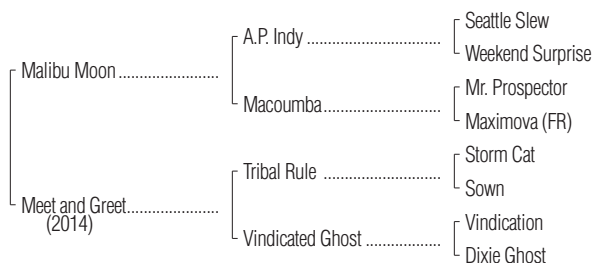 Seattle Slew
A.P. Indy
Weekend Surprise
Malibu Moon
Mr. Prospector
Macoumba
Maximova (FR)
Storm Cat
Tribal Rule
Sown
Meet and Greet
(2014)
Vindication
Vindicated Ghost
Dixie Ghost